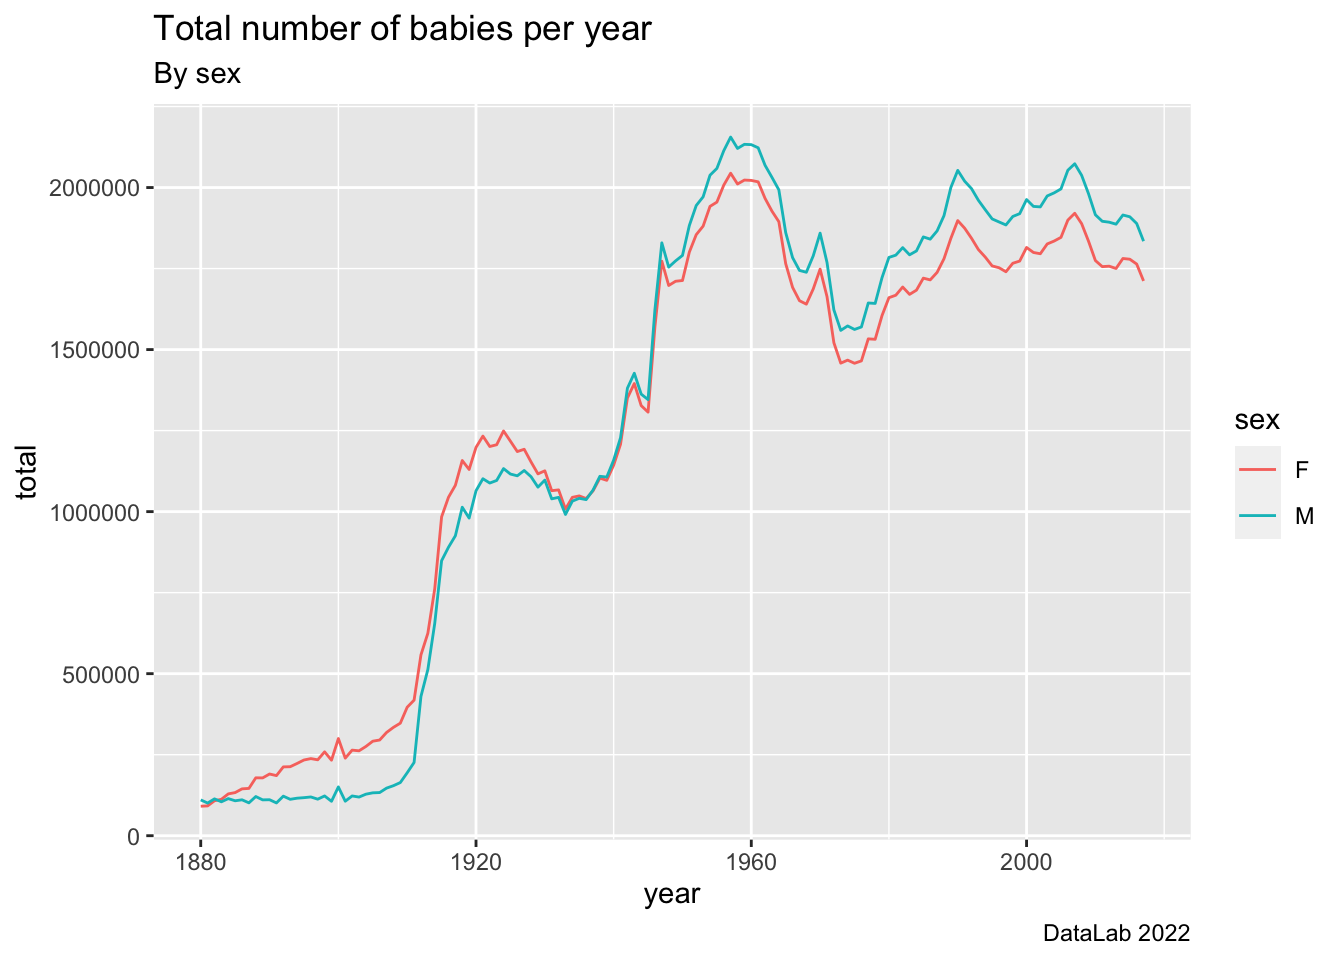 Total number of babies per year
By sex
2000000
1500000
1000000
500000
0
total
1880 1920 1960 2000
year
sex
F
M
DataLab 2022